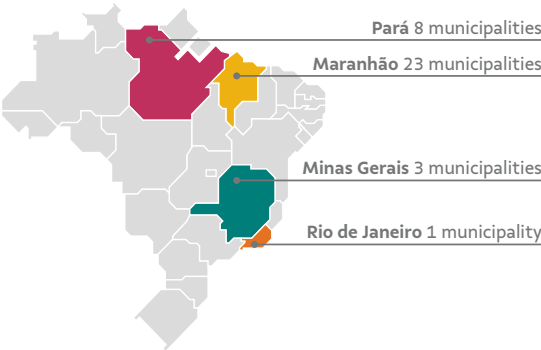 Pará 8 municipalities
Maranhão 23 municipalities
Minas Gerais 3 municipalities
Rio de Janeiro 1 municipality